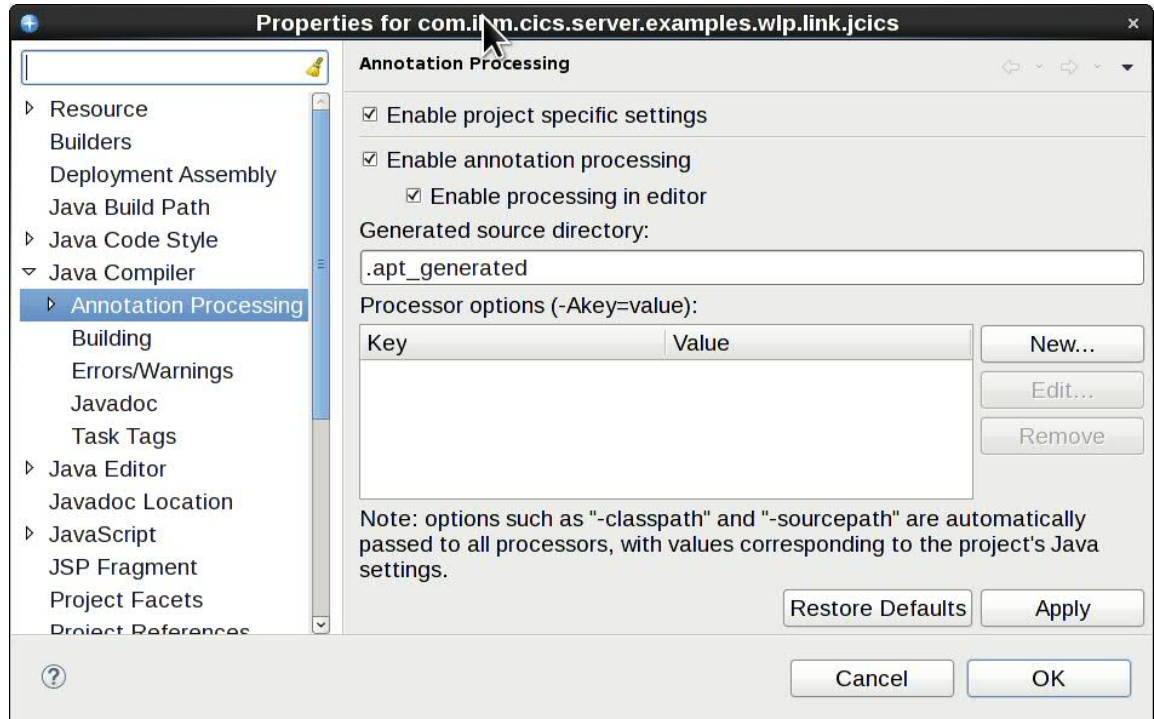 Properties for com.ibm.cics.server.examples.wlp.link.jcics
Annotation Processing
Resource
Builders
Deployment Assembly
Java Build Path
Java Code Style
Java Compiler
Annotation Processing
Building
Errors/Warnings
Javadoc
Task Tags
Java Editor
Javadoc Location
JavaScript
JSP Fragment
Project Facets
Project References
Enable project specific settings
Enable annotation processing
Enable processing in editor
Generated source directory:
.apt_generated
Processor options (-Akey=value):
Key Value
New...
Edit...
Remove
Note: options such as "-classpath" and "-sourcepath" are automatically
passed to all processors, with values corresponding to the project's Java
settings.
Restore Defaults Apply
Cancel OK